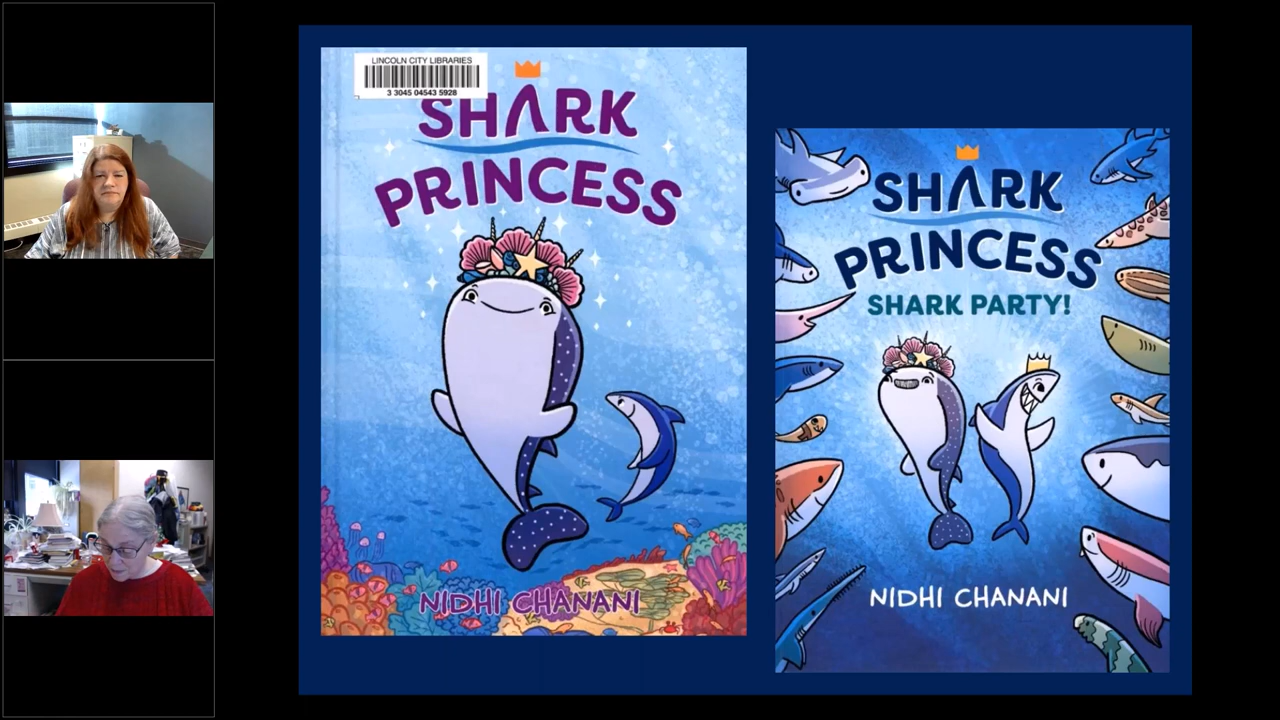 LINCOLN CITY LIBRARIES
3 3045 04543 5928
SHARK
PRINCESS
NIDHI CHANANI
SHARK
PRINCESS
SHARK PARTY!
NIDHI CHANANI